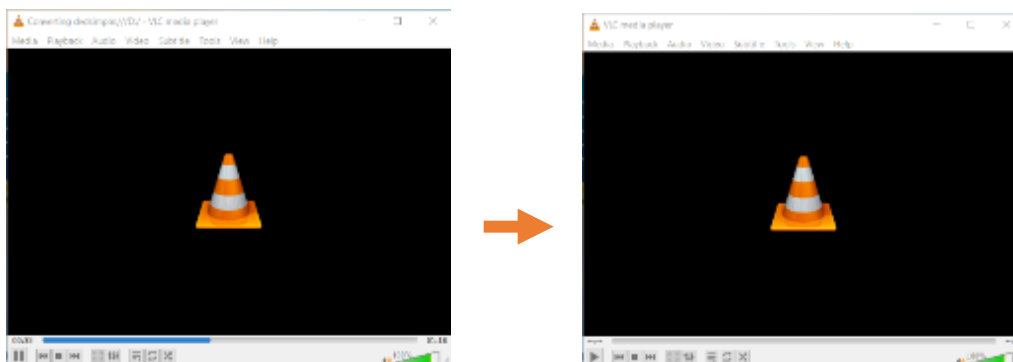 Converting decklinpas///D:/ - VLC media player
Media Playback Audio Video Subtitle Tools View Help
VLC media player
Media Playback Audio Video Subtitle Tools View Help